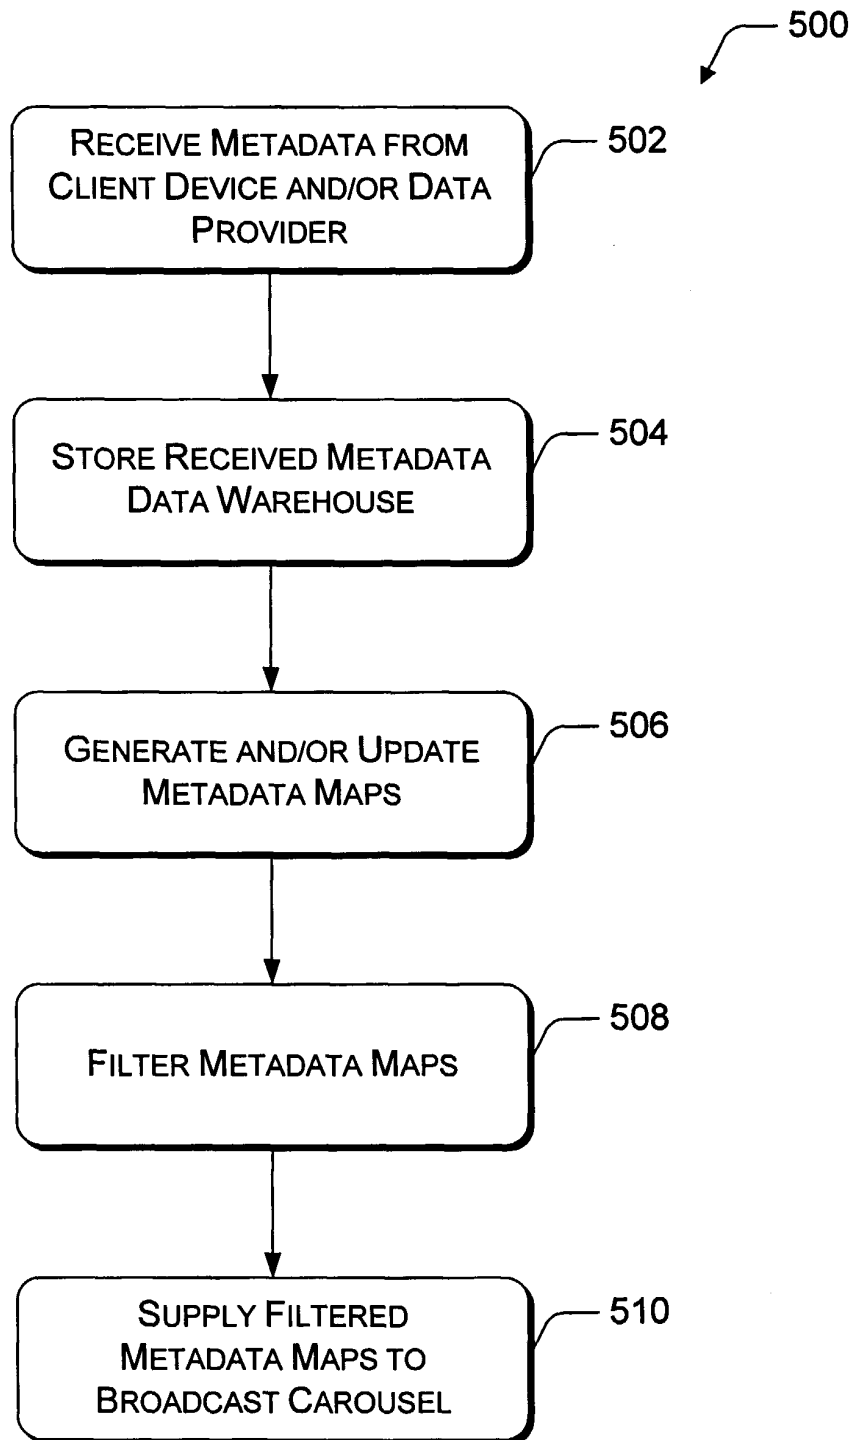 500
RECEIVE METADATA FROM
CLIENT DEVICE AND/OR DATA
PROVIDER
502
STORE RECEIVED METADATA
DATA WAREHOUSE
504
GENERATE AND/OR UPDATE
METADATA MAPS
506
FILTER METADATA MAPS
508
SUPPLY FILTERED
METADATA MAPS TO
BROADCAST CAROUSEL
510